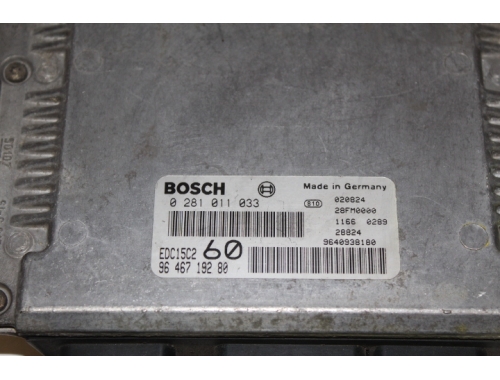 BOSCH
Made in Germany
0 281 011 033
S10
020824
28FM0000
1166 0289
28824
EDC15C2 60
9640938180
96 467 192 80